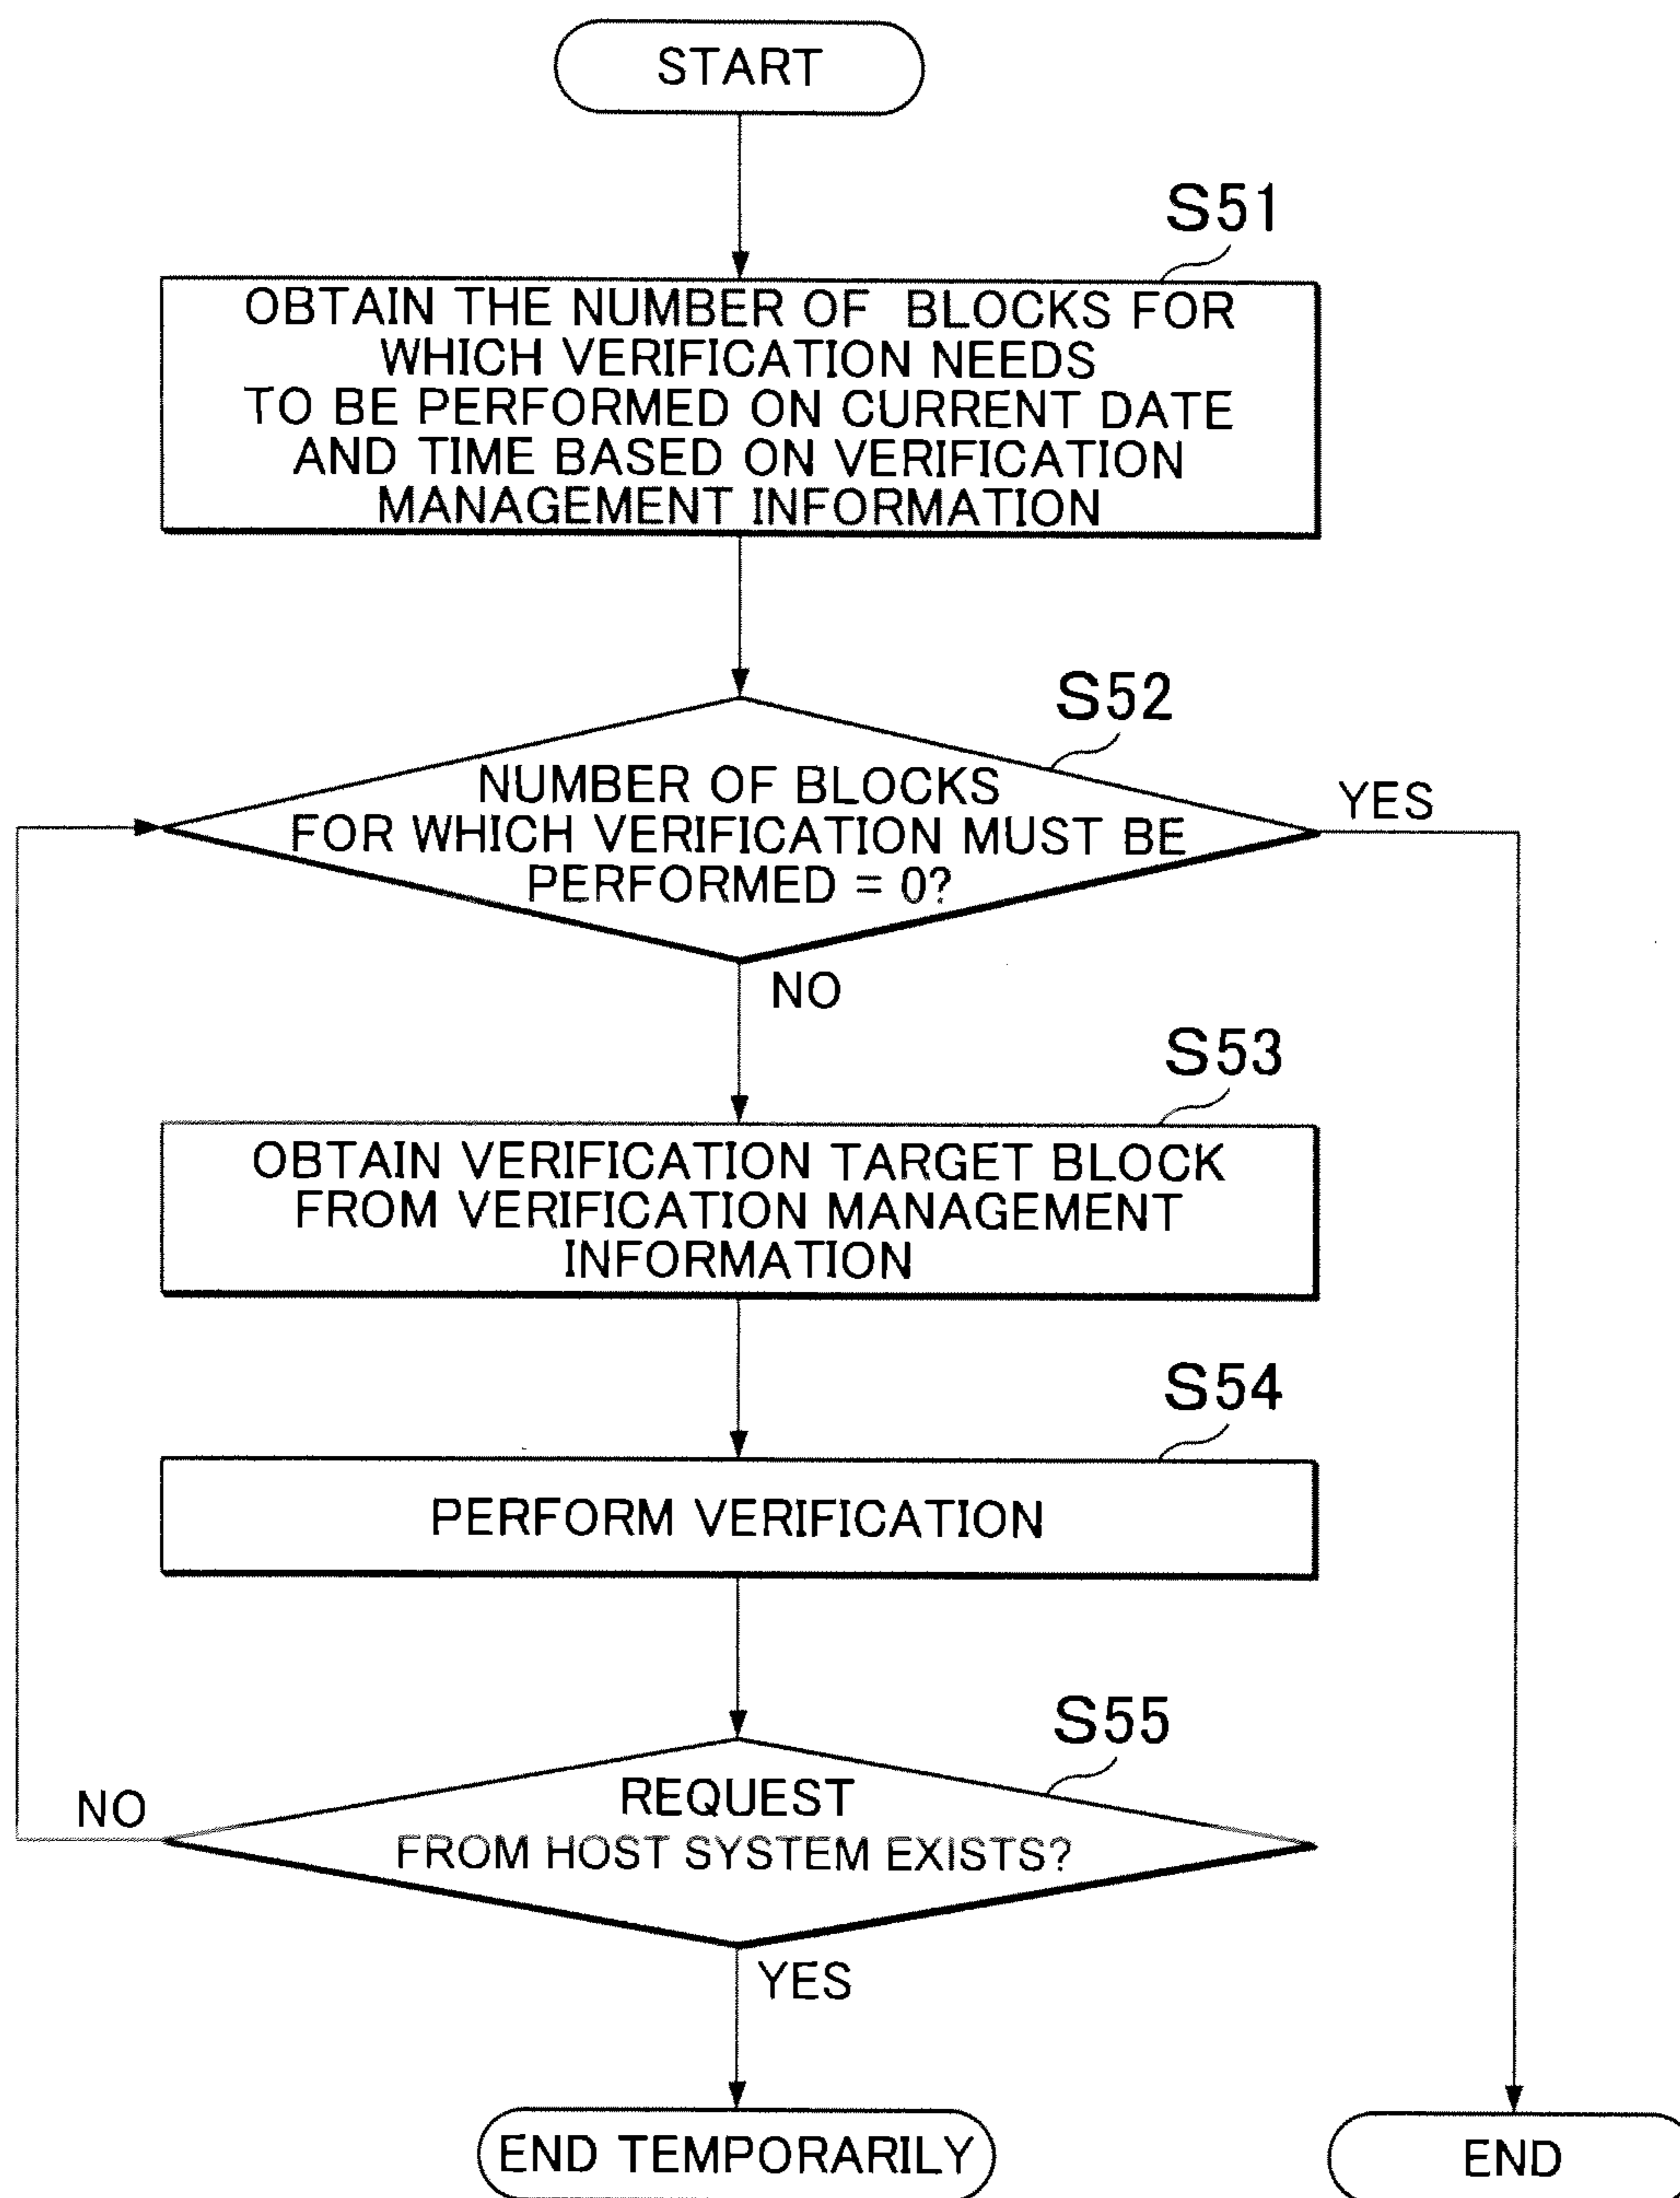 START
S51
OBTAIN THE NUMBER OF BLOCKS FOR
WHICH VERIFICATION NEEDS
TO BE PERFORMED ON CURRENT DATE
AND TIME BASED ON VERIFICATION
MANAGEMENT INFORMATION
S52
NUMBER OF BLOCKS
FOR WHICH VERIFICATION MUST BE
PERFORMED = 0?
YES
NO
S53
OBTAIN VERIFICATION TARGET BLOCK
FROM VERIFICATION MANAGEMENT
INFORMATION
S54
PERFORM VERIFICATION
S55
REQUEST
FROM HOST SYSTEM EXISTS?
NO
YES
END TEMPORARILY
END